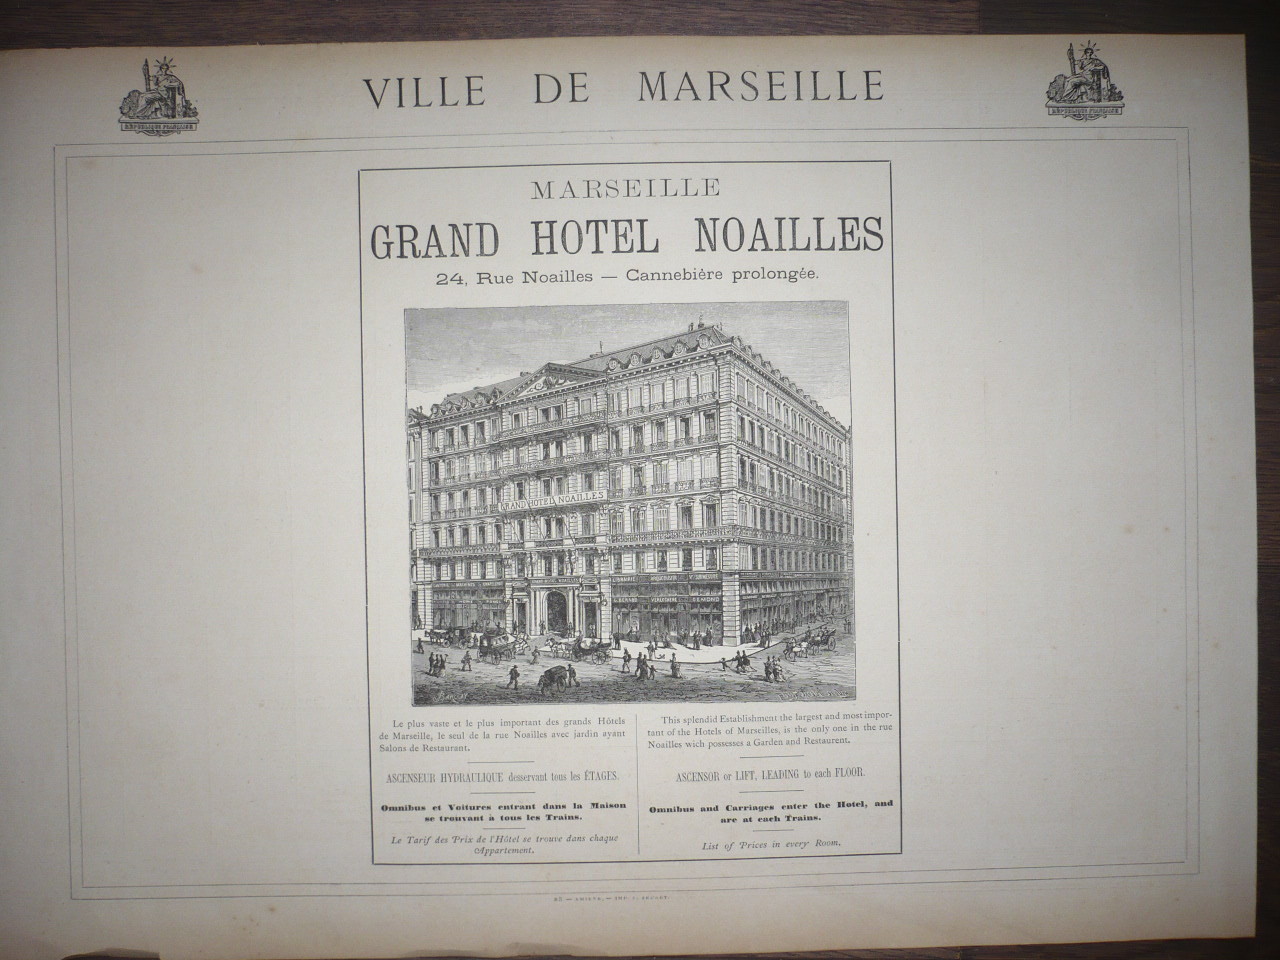 VILLE DE MARSEILLE
RÉPUBLIQUE FRANÇAISE
RÉPUBLIQUE FRANÇAISE
MARSEILLE
GRAND HOTEL NOAILLES
24, Rue Noailles — Cannebière prolongée.
GRAND HOTEL NOAILLES
HOTEL NOAILLES
Le plus vaste et le plus important des grands Hôtels
de Marseille, le seul de la rue Noailles avec jardin ayant
Salons de Restaurant.
ASCENSEUR HYDRAULIQUE desservant tous les ÉTAGES.
Omnibus et Voitures entrant dans la Maison
se trouvant à tous les Trains.
Le Tarif des Prix de l'Hôtel se trouve dans chaque
Appartement.
This splendid Establishment the largest and most impor-
tant of the Hotels of Marseilles, is the only one in the rue
Noailles wich possesses a Garden and Restaurent.
ASCENSOR or LIFT, LEADING to each FLOOR.
Omnibus and Carriages enter the Hotel, and
are at each Trains.
List of Prices in every Room.